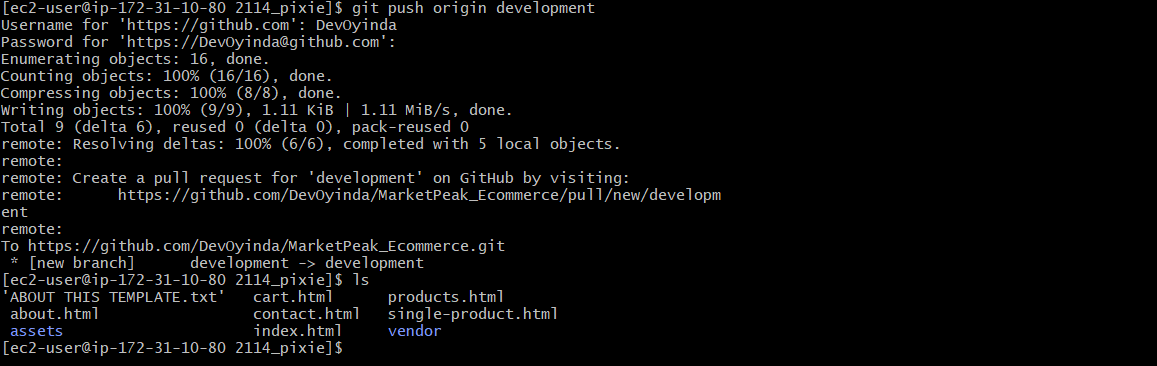 [ec2-user@ip-172-31-10-80 2114_pixie]$ git push origin development
Username for 'https://github.com': DevOyinda
Password for 'https://DevOyinda@github.com':
Enumerating objects: 16, done.
Counting objects: 100% (16/16), done.
Compressing objects: 100% (8/8), done.
Writing objects: 100% (9/9), 1.11 KiB | 1.11 MiB/s, done.
Total 9 (delta 6), reused 0 (delta 0), pack-reused 0
remote: Resolving deltas: 100% (6/6), completed with 5 local objects.
remote:
remote: Create a pull request for 'development' on GitHub by visiting:
remote:      https://github.com/DevOyinda/MarketPeak_Ecommerce/pull/new/developm
ent
remote:
To https://github.com/DevOyinda/MarketPeak_Ecommerce.git
 * [new branch]      development -> development
[ec2-user@ip-172-31-10-80 2114_pixie]$ ls
'ABOUT THIS TEMPLATE.txt'   cart.html      products.html
 about.html                 contact.html   single-product.html
 assets                     index.html     vendor
[ec2-user@ip-172-31-10-80 2114_pixie]$